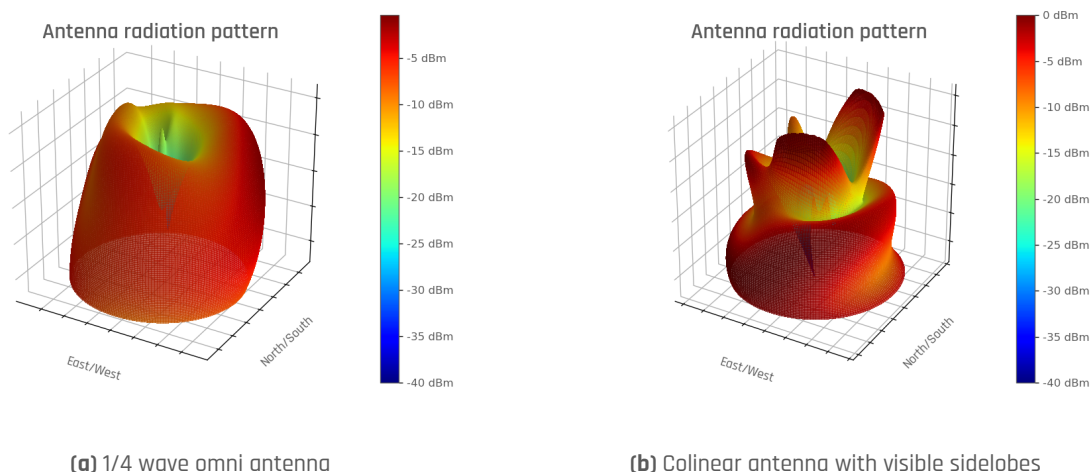 Antenna radiation pattern
-5 dBm
-10 dBm
-15 dBm
-20 dBm
-25 dBm
-30 dBm
-35 dBm
-40 dBm
East/West
North/South
(a) 1/4 wave omni antenna
Antenna radiation pattern
0 dBm
-5 dBm
-10 dBm
-15 dBm
-20 dBm
-25 dBm
-30 dBm
-35 dBm
-40 dBm
East/West
North/South
(b) Colinear antenna with visible sidelobes